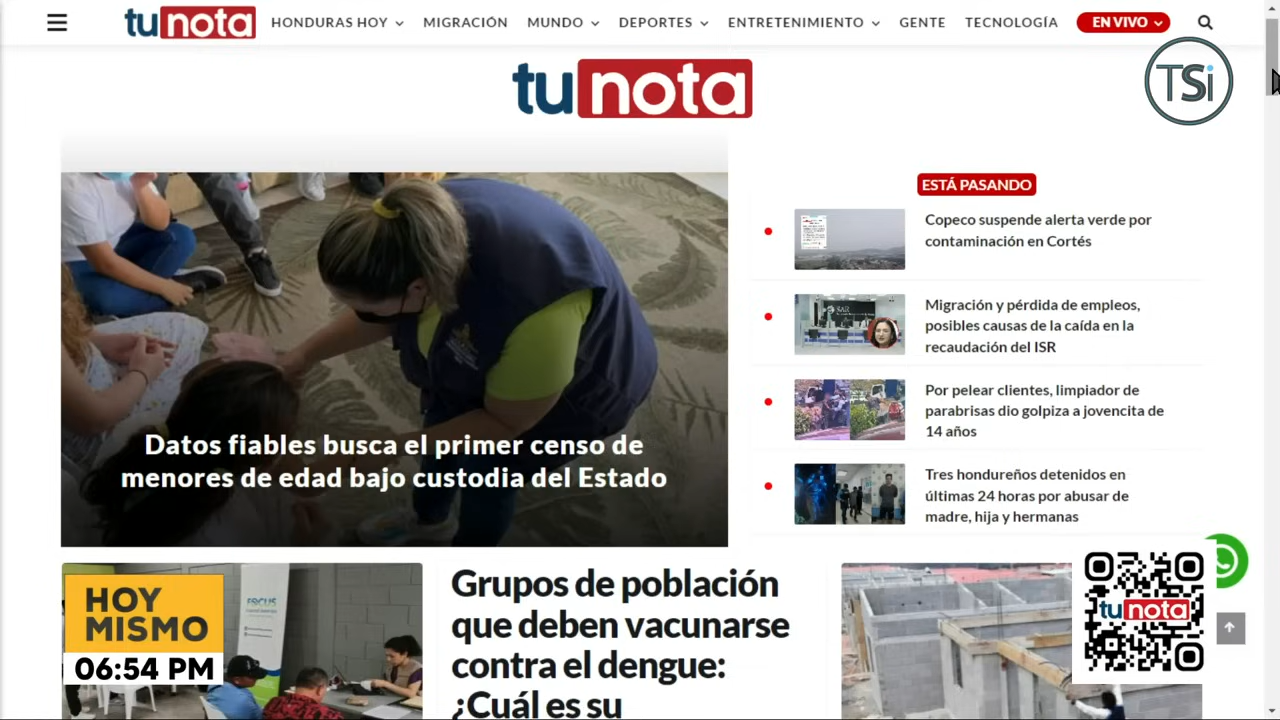 tunota
HONDURAS HOY
MIGRACIÓN
MUNDO
DEPORTES
ENTRETENIMIENTO
GENTE
TECNOLOGÍA
EN VIVO
tunota
TSi
ESTÁ PASANDO
Copeco suspende alerta verde por
contaminación en Cortés
Migración y pérdida de empleos,
posibles causas de la caída en la
recaudación del ISR
Por pelear clientes, limpiador de
parabrisas dio golpiza a jovencita de
14 años
Tres hondureños detenidos en
últimas 24 horas por abusar de
madre, hija y hermanas
Datos fiables busca el primer censo de
menores de edad bajo custodia del Estado
HOY
MISMO
06:54 PM
Grupos de población
que deben vacunarse
contra el dengue:
¿Cuál es su
tunota